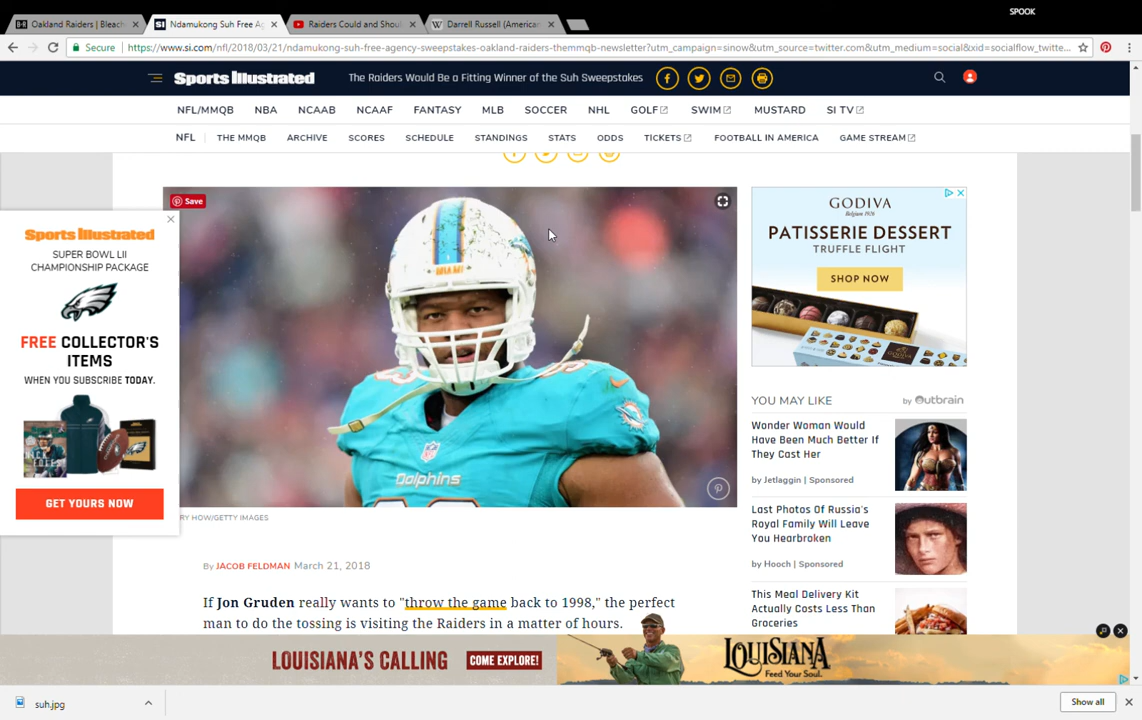 SPOOK
Oakland Raiders | Bleach
Ndamukong Suh Free Ag
Raiders Could and Shoul
Darrell Russell (American
Secure
https://www.si.com/nfl/2018/03/21/ndamukong-suh-free-agency-sweepstakes-oakland-raiders-themmqb-newsletter?utm_campaign=sinow&utm_source=twitter.com&utm_medium=social&xid=socialflow_twitte...
Sports Illustrated
The Raiders Would Be a Fitting Winner of the Suh Sweepstakes
NFL/MMQB NBA NCAAB NCAAF FANTASY MLB SOCCER NHL GOLF SWIM MUSTARD SI TV
NFL THE MMQB ARCHIVE SCORES SCHEDULE STANDINGS STATS ODDS TICKETS FOOTBALL IN AMERICA GAME STREAM
Save
Sports Illustrated
SUPER BOWL LII
CHAMPIONSHIP PACKAGE
FREE COLLECTOR'S
ITEMS
WHEN YOU SUBSCRIBE TODAY.
GET YOURS NOW
MIAMI
NFL
Dolphins
RY HOW/GETTY IMAGES
By JACOB FELDMAN March 21, 2018
If Jon Gruden really wants to "throw the game back to 1998," the perfect
man to do the tossing is visiting the Raiders in a matter of hours.
GODIVA
Belgium 1926
PATISSERIE DESSERT
TRUFFLE FLIGHT
SHOP NOW
YOU MAY LIKE
by Outbrain
Wonder Woman Would
Have Been Much Better If
They Cast Her
by Jetlaggin | Sponsored
Last Photos Of Russia's
Royal Family Will Leave
You Hearbroken
by Hooch | Sponsored
This Meal Delivery Kit
Actually Costs Less Than
Groceries
LOUISIANA'S CALLING
COME EXPLORE!
LOUISIANA
Feed Your Soul.
suh.jpg
Show all